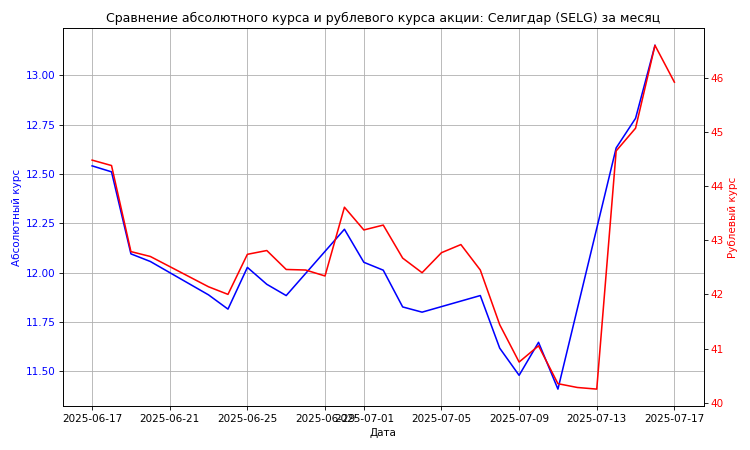 Сравнение абсолютного курса и рублевого курса акции: Селигдар (SELG) за месяц
Абсолютный курс
13.00
12.75
12.50
12.25
12.00
11.75
11.50
46
45
44
43
42
41
40
Рублевый курс
2025-06-17 2025-06-21 2025-06-25 2025-06-29 2025-07-01 2025-07-05 2025-07-09 2025-07-13 2025-07-17
Дата